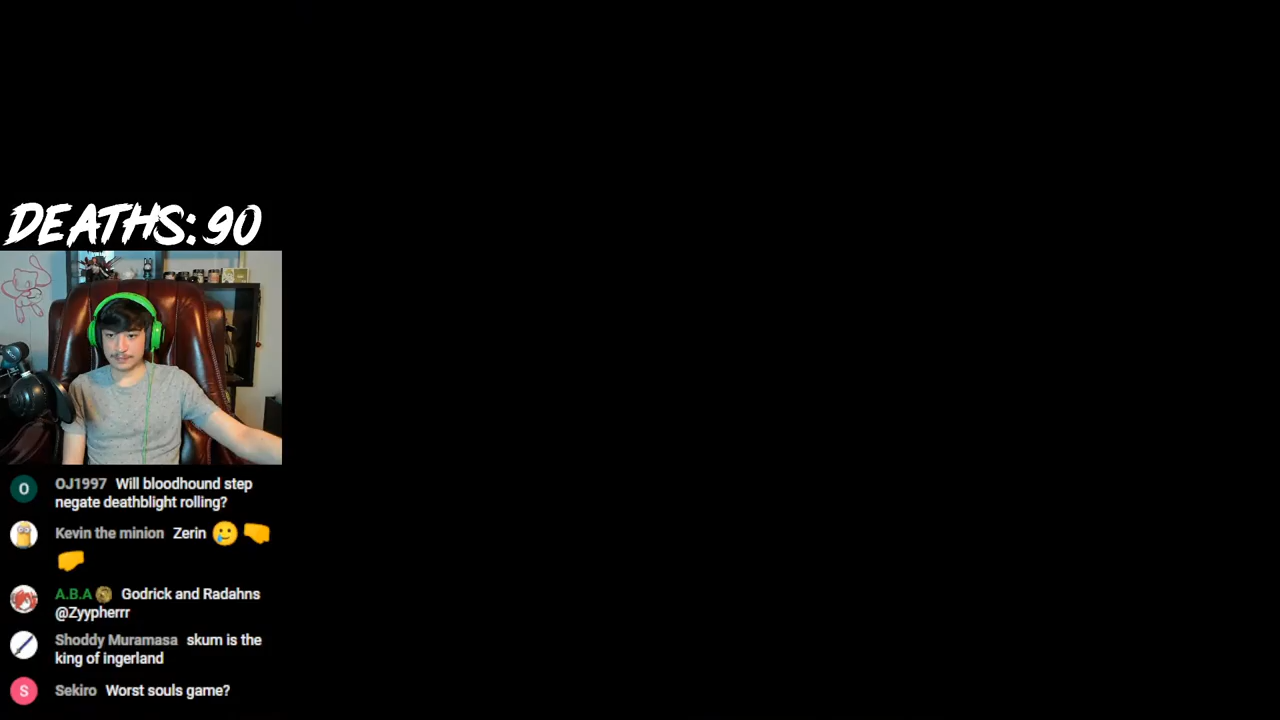 DEATHS: 90
O OJ1997 Will bloodhound step
negate deathblight rolling?
Kevin the minion Zerin 🥲 🤜
🤛
A.B.A Godrick and Radahns
@Zyypherrr
Shoddy Muramasa skum is the
king of ingerland
S Sekiro Worst souls game?